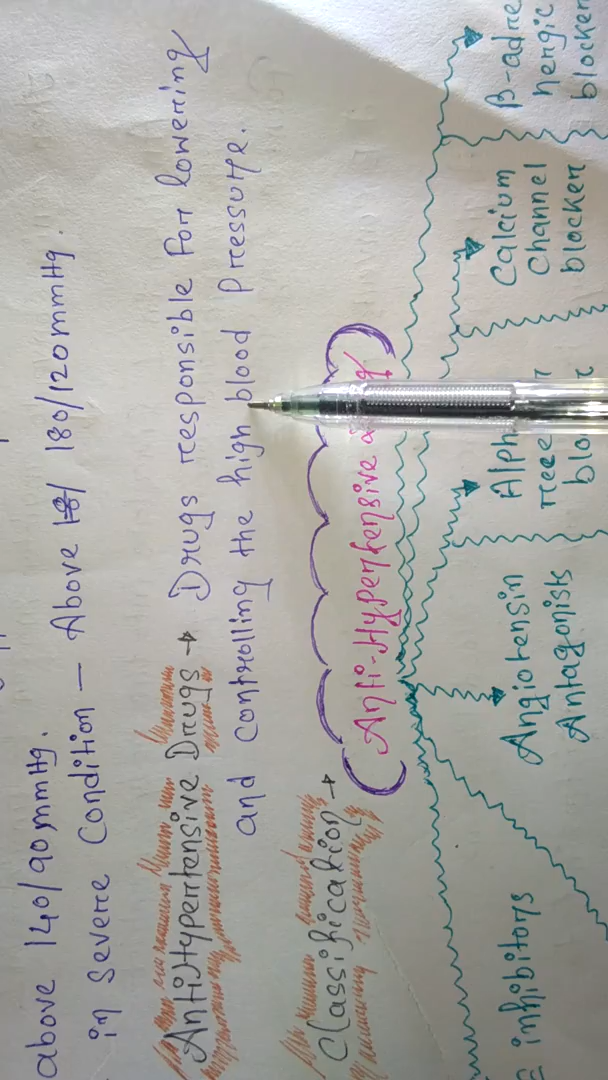 above 140/90mmHg.
in severe Condition – Above 180/120mmHg.
AntiHypertensive Drugs → Drugs responsible for lowering
and controlling the high blood pressure.
Classification →
(Anti-Hypertensive
inhibitors
Angiotensin
Antagonists
Calcium
channel
blocker
β-adre
nergic
blocker